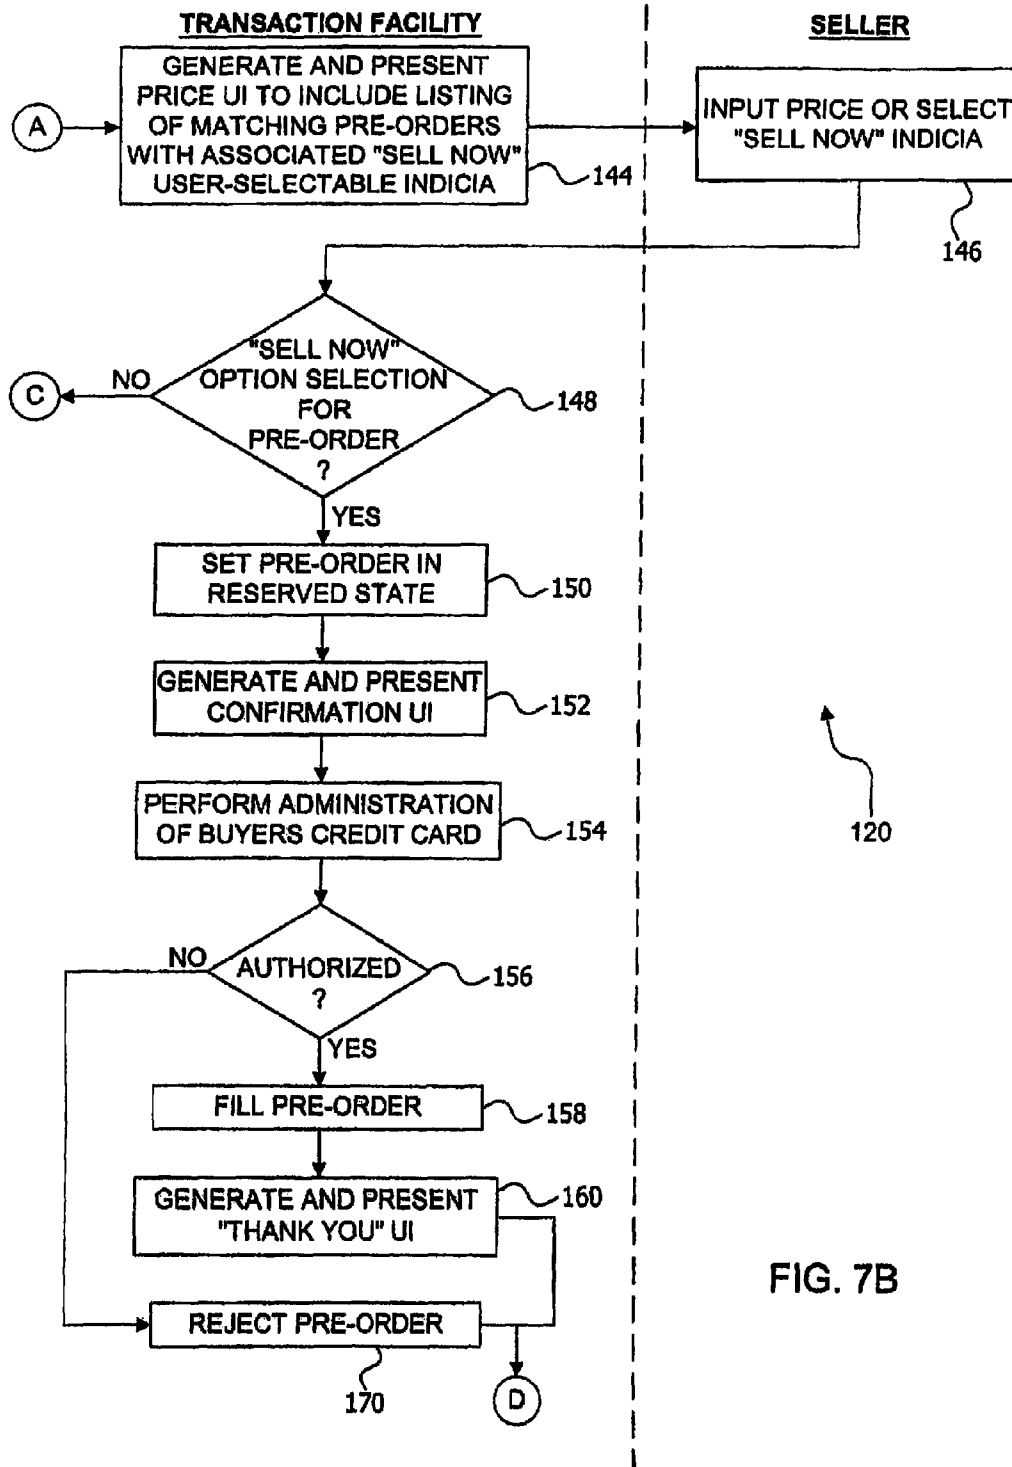 TRANSACTION FACILITY
SELLER
A
GENERATE AND PRESENT
PRICE UI TO INCLUDE LISTING
OF MATCHING PRE-ORDERS
WITH ASSOCIATED "SELL NOW"
USER-SELECTABLE INDICIA
144
INPUT PRICE OR SELECT
"SELL NOW" INDICIA
146
"SELL NOW"
OPTION SELECTION
FOR
PRE-ORDER
?
148
NO
C
YES
SET PRE-ORDER IN
RESERVED STATE
150
GENERATE AND PRESENT
CONFIRMATION UI
152
PERFORM ADMINISTRATION
OF BUYERS CREDIT CARD
154
120
AUTHORIZED
?
156
NO
YES
FILL PRE-ORDER
158
GENERATE AND PRESENT
"THANK YOU" UI
160
REJECT PRE-ORDER
170
D
FIG. 7B